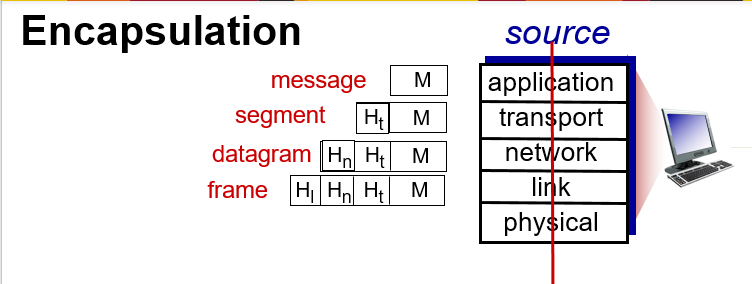 Encapsulation
source
message M application
segment Ht M transport
datagram Hn Ht M network
frame Hl Hn Ht M link
physical